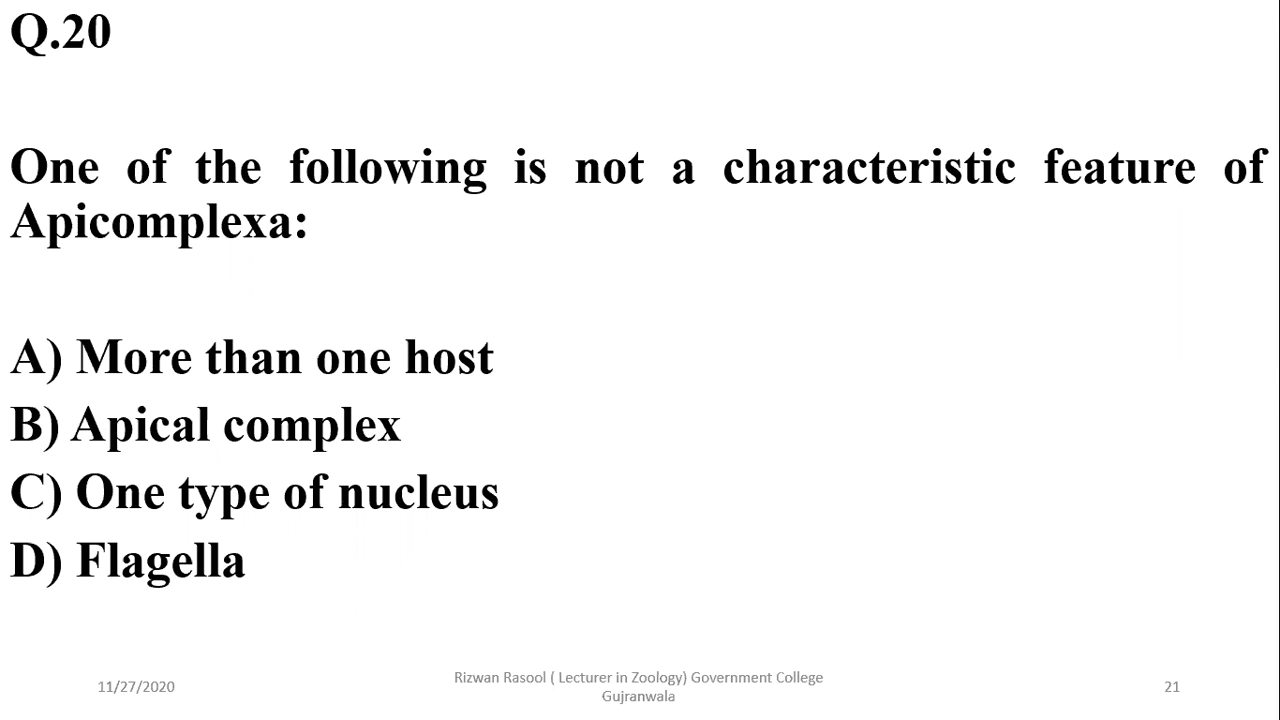 Q.20
One of the following is not a characteristic feature of
Apicomplexa:
A) More than one host
B) Apical complex
C) One type of nucleus
D) Flagella
11/27/2020
Rizwan Rasool ( Lecturer in Zoology) Government College
Gujranwala
21